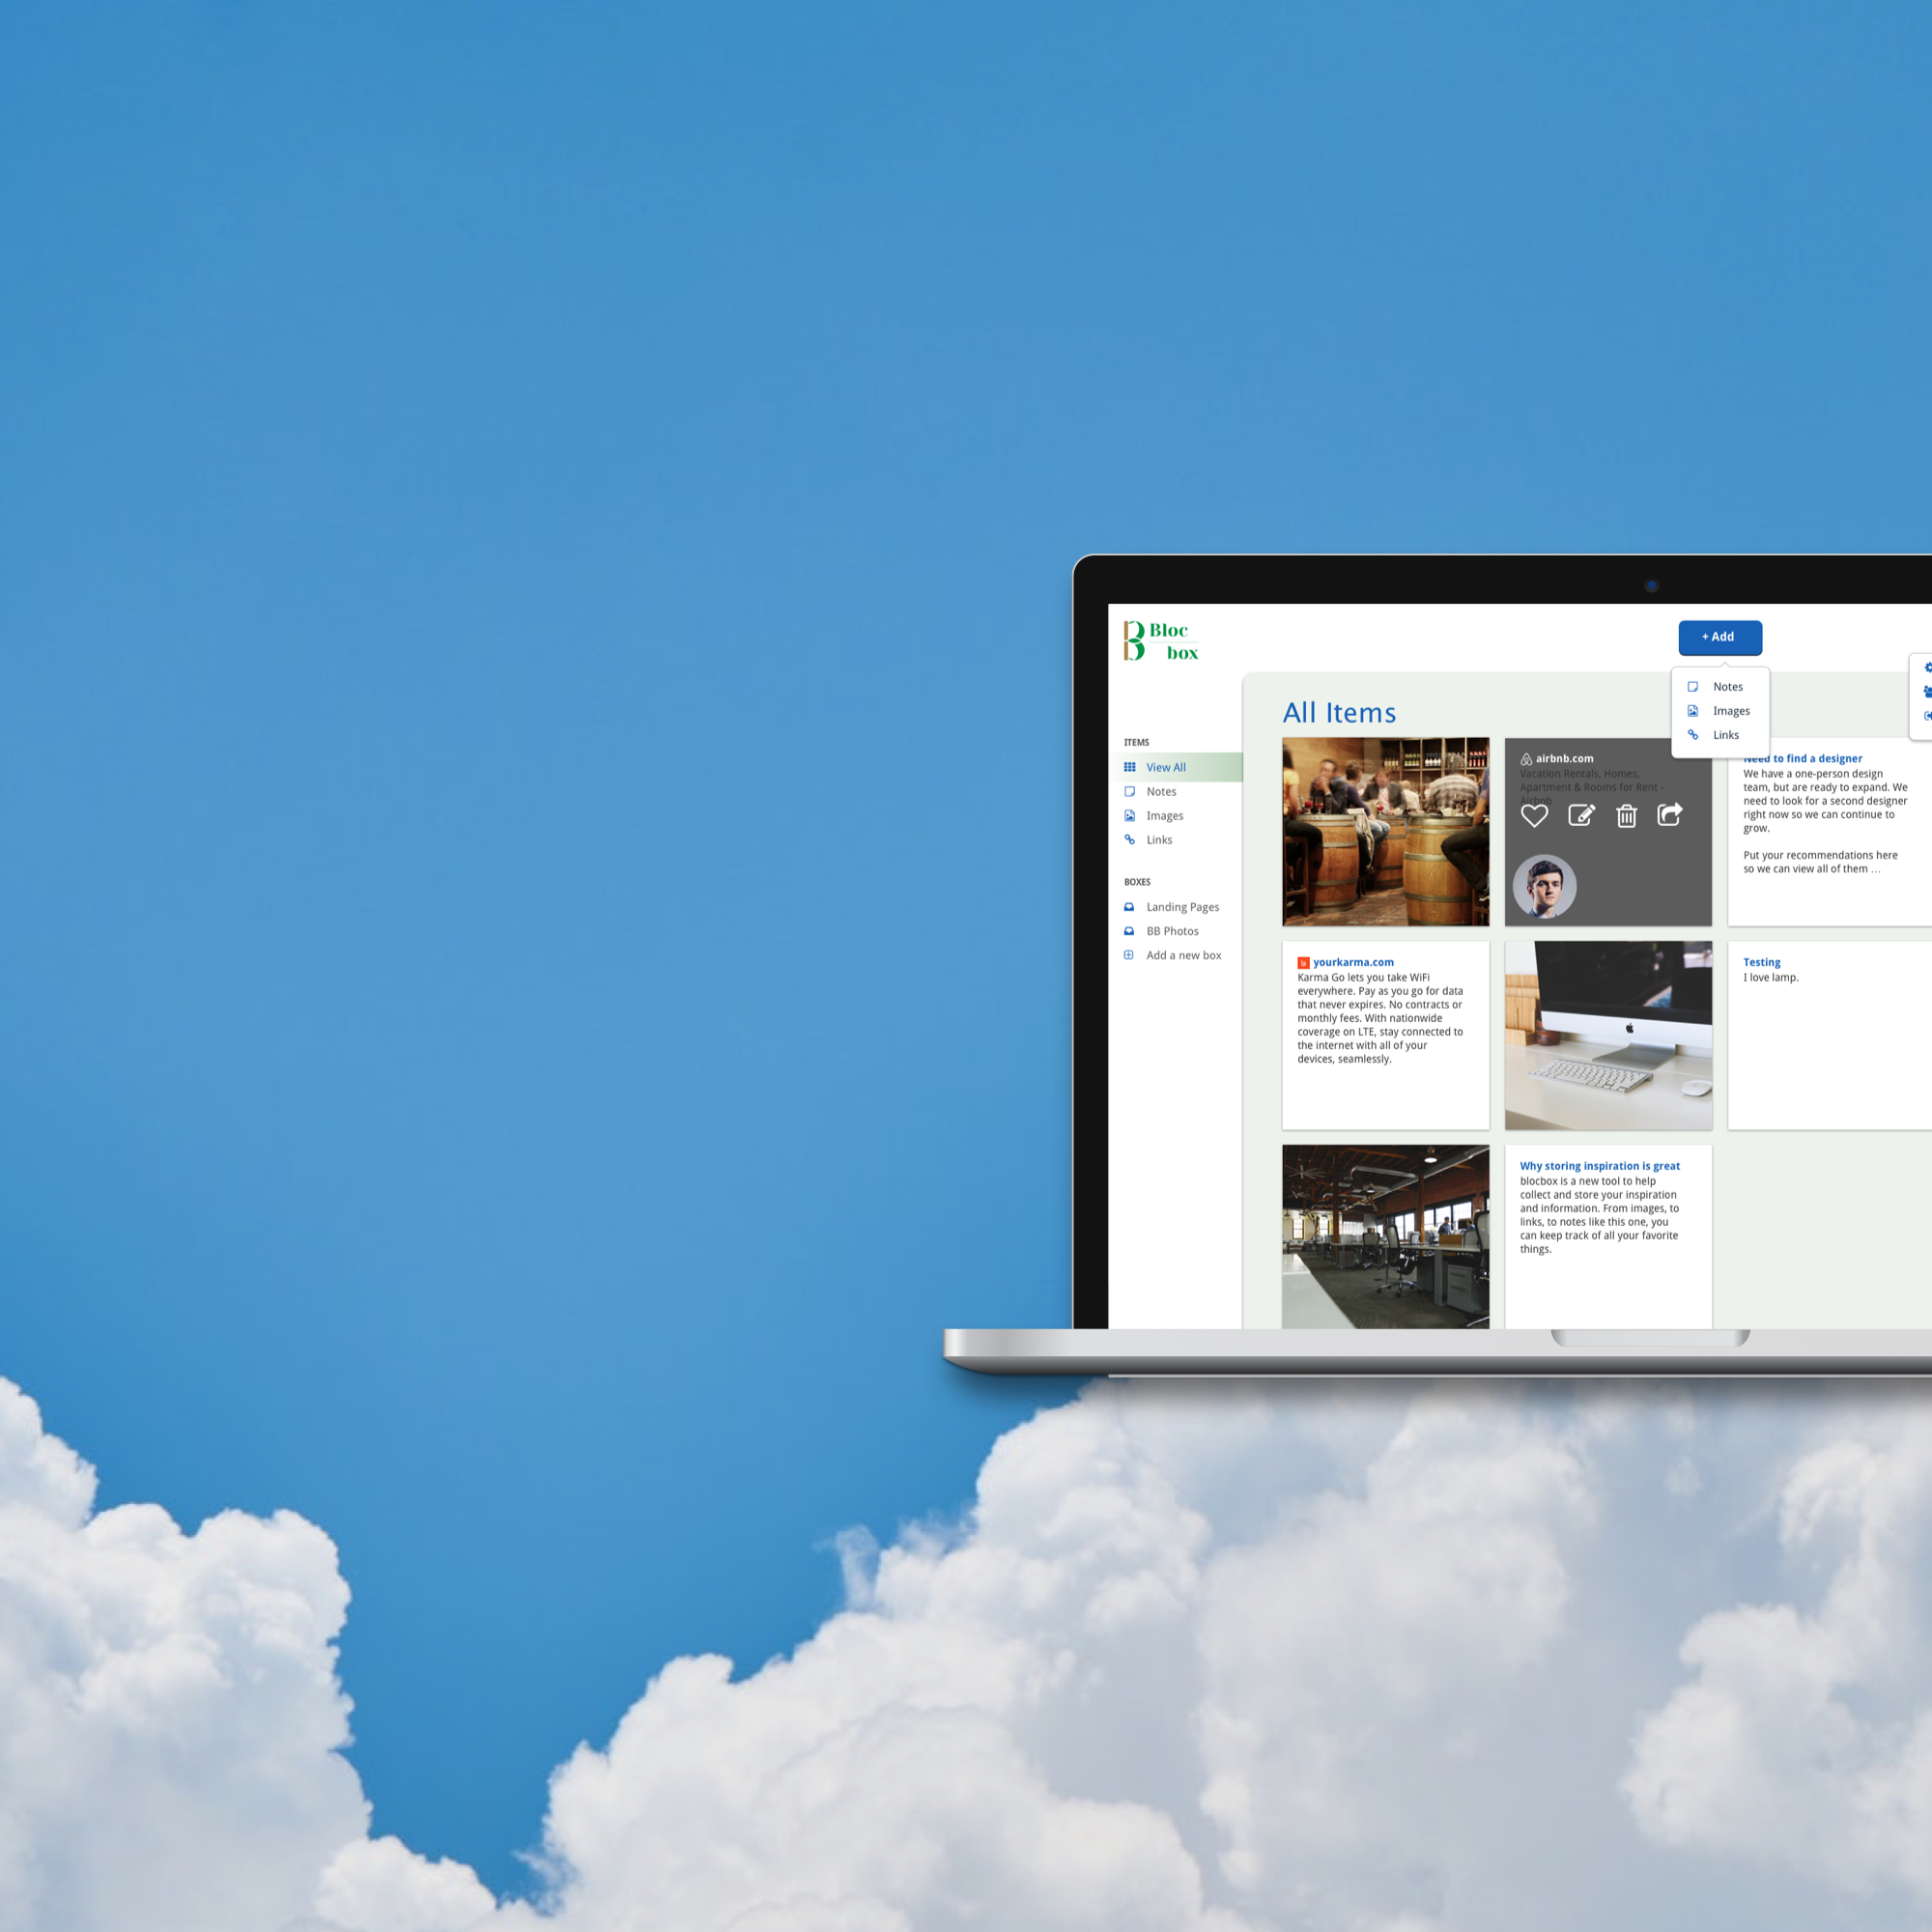 Bloc
box
+ Add
Notes
Images
Links
All Items
ITEMS
View All
Notes
Images
Links
BOXES
Landing Pages
BB Photos
Add a new box
airbnb.com
Vacation Rentals, Homes,
Apartment & Rooms for Rent -
Airbnb
Need to find a designer
We have a one-person design
team, but are ready to expand. We
need to look for a second designer
right now so we can continue to
grow.
Put your recommendations here
so we can view all of them ...
yourkarma.com
Karma Go lets you take WiFi
everywhere. Pay as you go for data
that never expires. No contracts or
monthly fees. With nationwide
coverage on LTE, stay connected to
the internet with all of your
devices, seamlessly.
Testing
I love lamp.
Why storing inspiration is great
blocbox is a new tool to help
collect and store your inspiration
and information. From images, to
links, to notes like this one, you
can keep track of all your favorite
things.